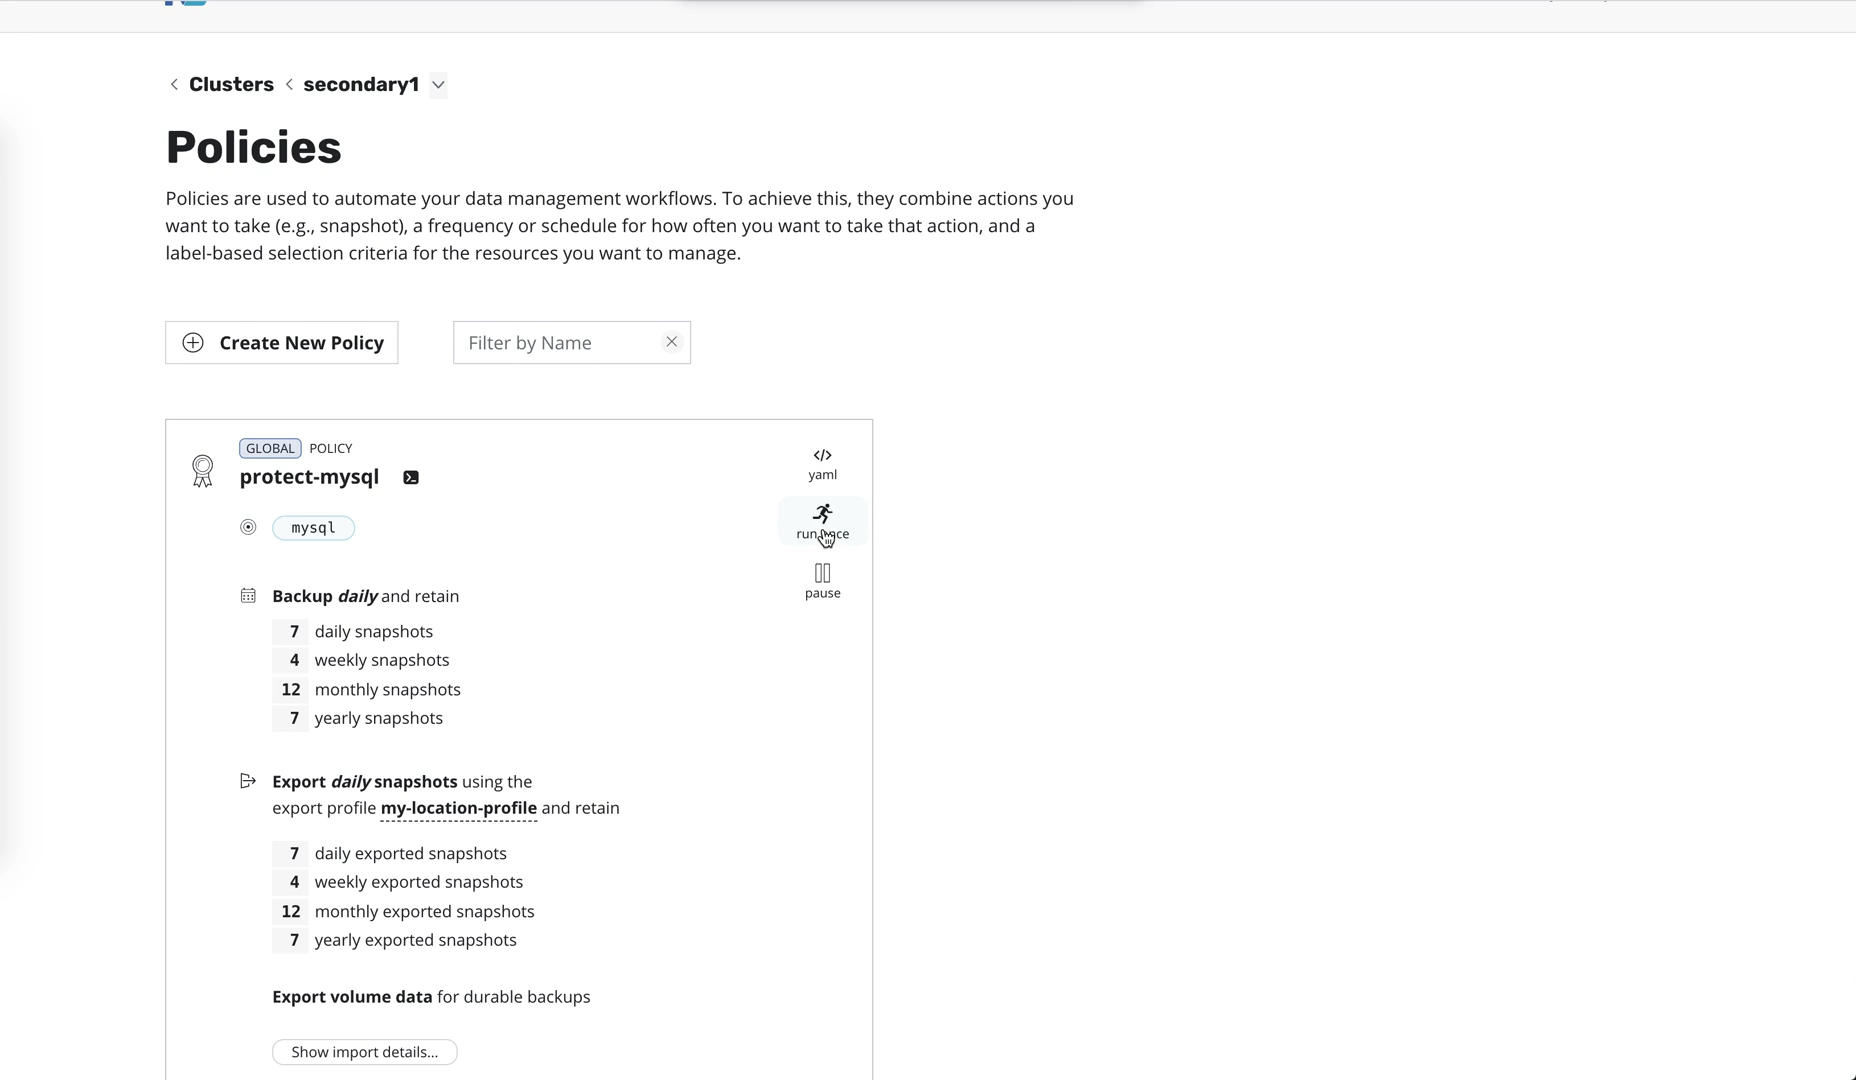 Clusters secondary1
Policies
Policies are used to automate your data management workflows. To achieve this, they combine actions you
want to take (e.g., snapshot), a frequency or schedule for how often you want to take that action, and a
label-based selection criteria for the resources you want to manage.
Create New Policy
Filter by Name
GLOBAL POLICY
protect-mysql
yaml
mysql
pause
Backup daily and retain
7 daily snapshots
4 weekly snapshots
12 monthly snapshots
7 yearly snapshots
Export daily snapshots using the
export profile my-location-profile and retain
7 daily exported snapshots
4 weekly exported snapshots
12 monthly exported snapshots
7 yearly exported snapshots
Export volume data for durable backups
Show import details...